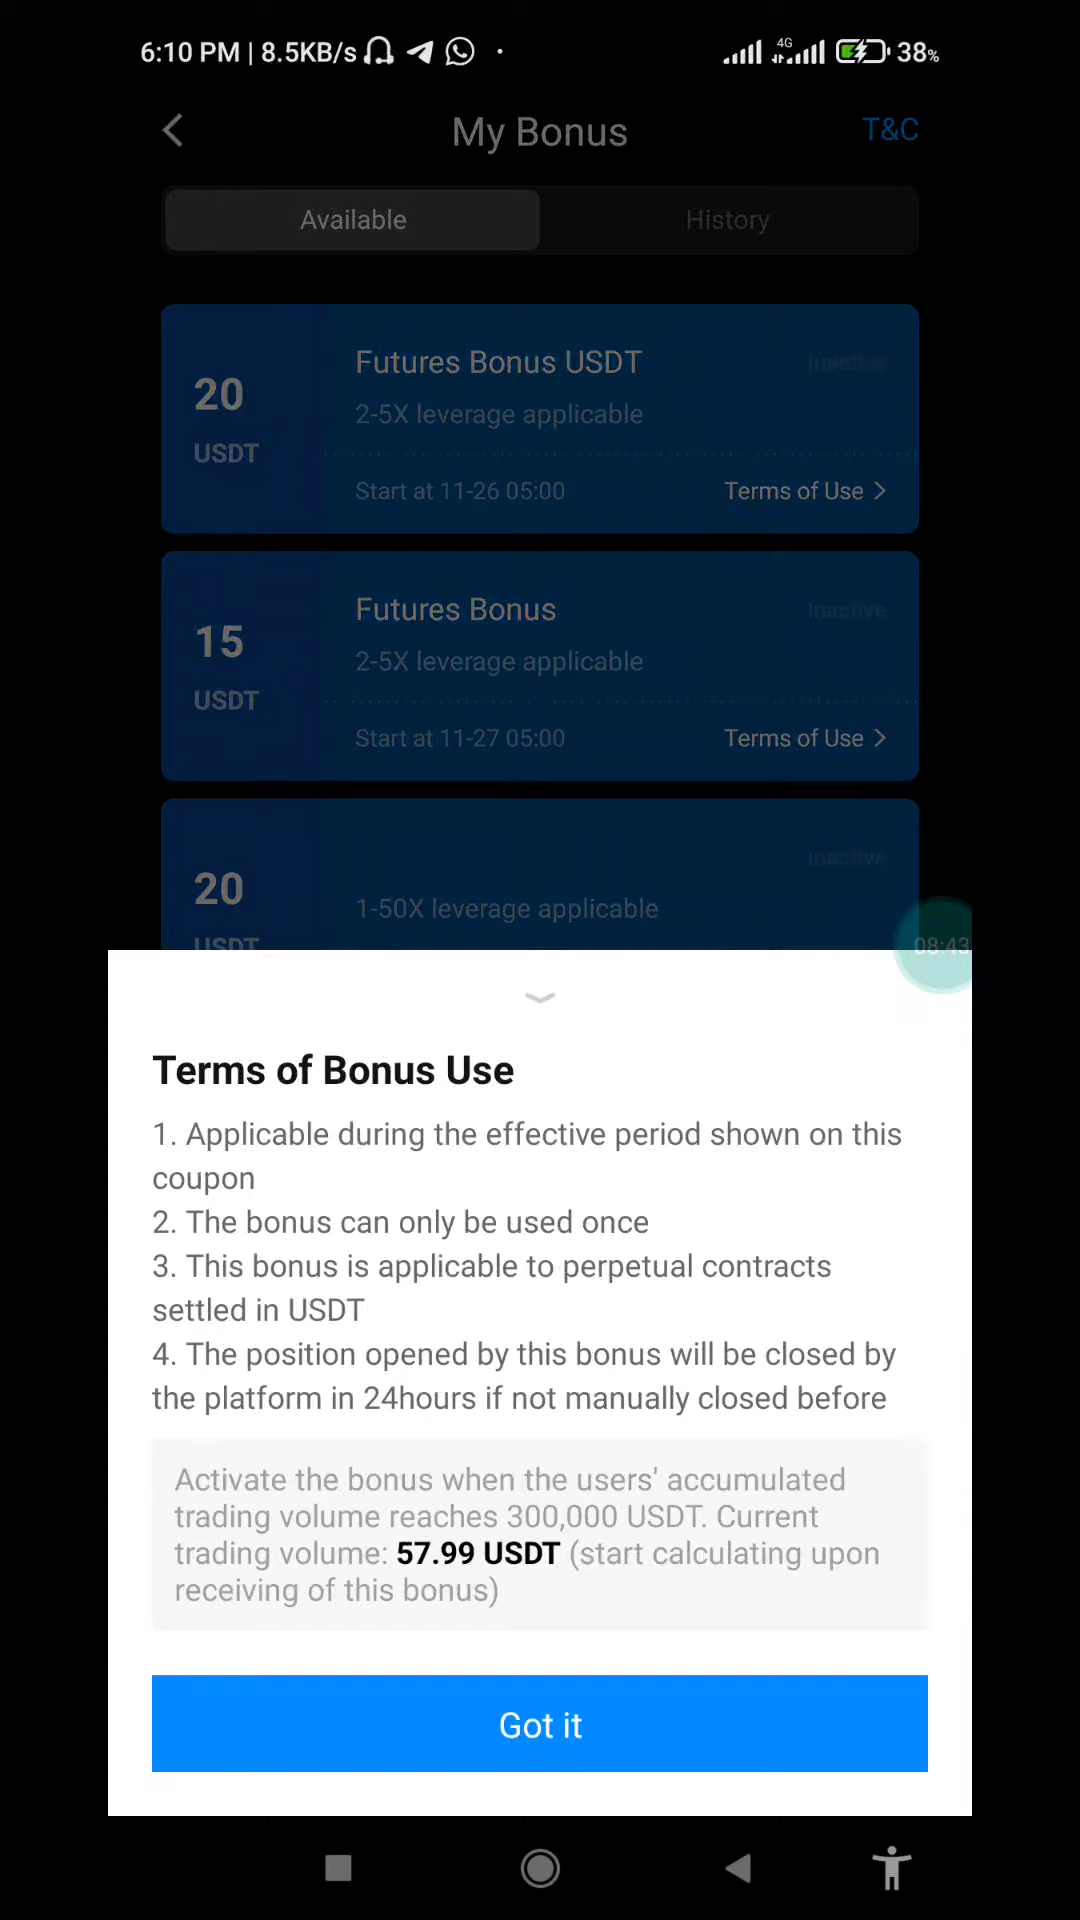 6:10 PM | 8.5KB/s 4G 38%
My Bonus T&C
Available History
Futures Bonus USDT Inactive
20
2-5X leverage applicable
USDT
Start at 11-26 05:00 Terms of Use >
Futures Bonus Inactive
15
2-5X leverage applicable
USDT
Start at 11-27 05:00 Terms of Use >
Inactive
20
1-50X leverage applicable
USDT
08:43
Terms of Bonus Use
1. Applicable during the effective period shown on this
coupon
2. The bonus can only be used once
3. This bonus is applicable to perpetual contracts
settled in USDT
4. The position opened by this bonus will be closed by
the platform in 24hours if not manually closed before
Activate the bonus when the users' accumulated
trading volume reaches 300,000 USDT. Current
trading volume: 57.99 USDT (start calculating upon
receiving of this bonus)
Got it